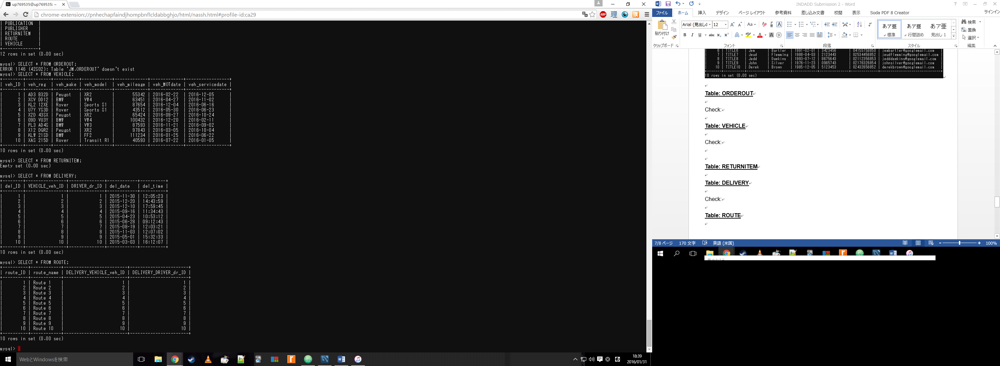 up769535@up769535: ~
chrome-extension://pnhechapfaindjhompbnflcldabbghjo/html/nassh.html#profile-id:ca29
| PUBLICATION  |
| PUBLISHER    |
| RETURNITEM   |
| ROUTE        |
| VEHICLE      |
+--------------+
12 rows in set (0.00 sec)
mysql> SELECT * FROM ORDEROUT;
ERROR 1146 (42S02): Table 'JM.ORDEROUT' doesn't exist
mysql> SELECT * FROM VEHICLE;
| veh_ID | veh_reg | veh_make | veh_model | veh_mileage | veh_MOTdate | veh_servicedate |
| 1 | AD3 B32D | Peugot | XR2 | 55342 | 2016-02-22 | 2016-12-05 |
| 2 | XCV DD12 | BMW | VW4 | 63451 | 2016-04-27 | 2016-11-02 |
| 3 | KL2 12XE | Rover | Sports S1 | 87654 | 2016-12-04 | 2016-06-16 |
| 4 | U7Y YS3D | Rover | Sports S1 | 43512 | 2016-05-30 | 2016-06-23 |
| 5 | X2D 43SX | Peugot | XR2 | 65424 | 2016-09-27 | 2016-10-24 |
| 6 | O9D VU3Y | BMW | VW4 | 100432 | 2016-12-20 | 2016-02-11 |
| 7 | PL3 AD4S | BMW | VW3 | 87593 | 2016-11-21 | 2016-09-02 |
| 8 | X12 DQR2 | Peugot | XR2 | 97843 | 2016-03-05 | 2016-10-04 |
| 9 | KLW 21SD | BMW | FF2 | 111234 | 2016-01-25 | 2016-06-22 |
| 10 | XAS 215D | Rover | Transit R1 | 40593 | 2016-07-22 | 2016-01-05 |
10 rows in set (0.00 sec)
mysql> SELECT * FROM RETURNITEM;
Empty set (0.00 sec)
mysql> SELECT * FROM DELIVERY;
| del_ID | VEHICLE_veh_ID | DRIVER_dr_ID | del_date | del_time |
| 1 | 1 | 1 | 2015-11-30 | 12:05:23 |
| 2 | 2 | 2 | 2015-12-20 | 14:43:59 |
| 3 | 3 | 3 | 2015-12-10 | 17:59:45 |
| 4 | 4 | 4 | 2015-09-16 | 11:34:43 |
| 5 | 5 | 5 | 2015-04-23 | 10:53:12 |
| 6 | 6 | 6 | 2015-06-28 | 09:12:43 |
| 7 | 7 | 7 | 2015-08-19 | 12:03:21 |
| 8 | 8 | 8 | 2015-11-03 | 12:07:02 |
| 9 | 9 | 9 | 2015-05-01 | 15:32:33 |
| 10 | 10 | 10 | 2015-03-03 | 16:12:07 |
10 rows in set (0.00 sec)
mysql> SELECT * FROM ROUTE;
| route_ID | route_name | DELIVERY_VEHICLE_veh_ID | DELIVERY_DRIVER_dr_ID |
| 1 | Route 1 | 1 | 1 |
| 2 | Route 2 | 2 | 2 |
| 3 | Route 3 | 3 | 3 |
| 4 | Route 4 | 4 | 4 |
| 5 | Route 5 | 5 | 5 |
| 6 | Route 6 | 6 | 6 |
| 7 | Route 7 | 7 | 7 |
| 8 | Route 8 | 8 | 8 |
| 9 | Route 9 | 9 | 9 |
| 10 | Route 10 | 10 | 10 |
10 rows in set (0.00 sec)
mysql>
WebとWindowsを検索
18:39
2016/01/31
INDADD Submission 2 - Word
ファイル ホーム 挿入 デザイン ページ レイアウト 参考資料 差し込み文書 校閲 表示 Soda PDF 8 Creator サインイン
Arial (見出しの 12
貼り付け
検索
置換
選択
あア亜 あア亜 あア亜
標準 行間詰め 見出し 1
クリップボード フォント 段落 スタイル 編集
| 6 | TITLE6 | Jem | Bartler | 1991-02-01 | 3423456 | 04155758850 | jembartler@googlemail.com |
| 7 | TITLE7 | Jeud | Flemming | 1988-04-03 | 2123443 | 02534456852 | jeudflemming@googlemail.com |
| 8 | TITLE8 | Jedd | Dawkins | 1993-07-12 | 8675643 | 02112356853 | jedddawkins@googlemail.com |
| 9 | TITLE9 | John | Silver | 1976-11-23 | 0985743 | 02176326854 | johnsilver@googlemail.com |
| 10 | TITLE10 | Derek | Brown | 1985-12-05 | 5123453 | 02432656852 | derekbrown@googlemail.com |
10 rows in set (0.00 sec)
Table: ORDEROUT
Check:
Table: VEHICLE
Check:
Table: RETURNITEM
Table: DELIVERY
Check:
Table: ROUTE
7/8 ページ 170 文字 英語 (米国) 100%